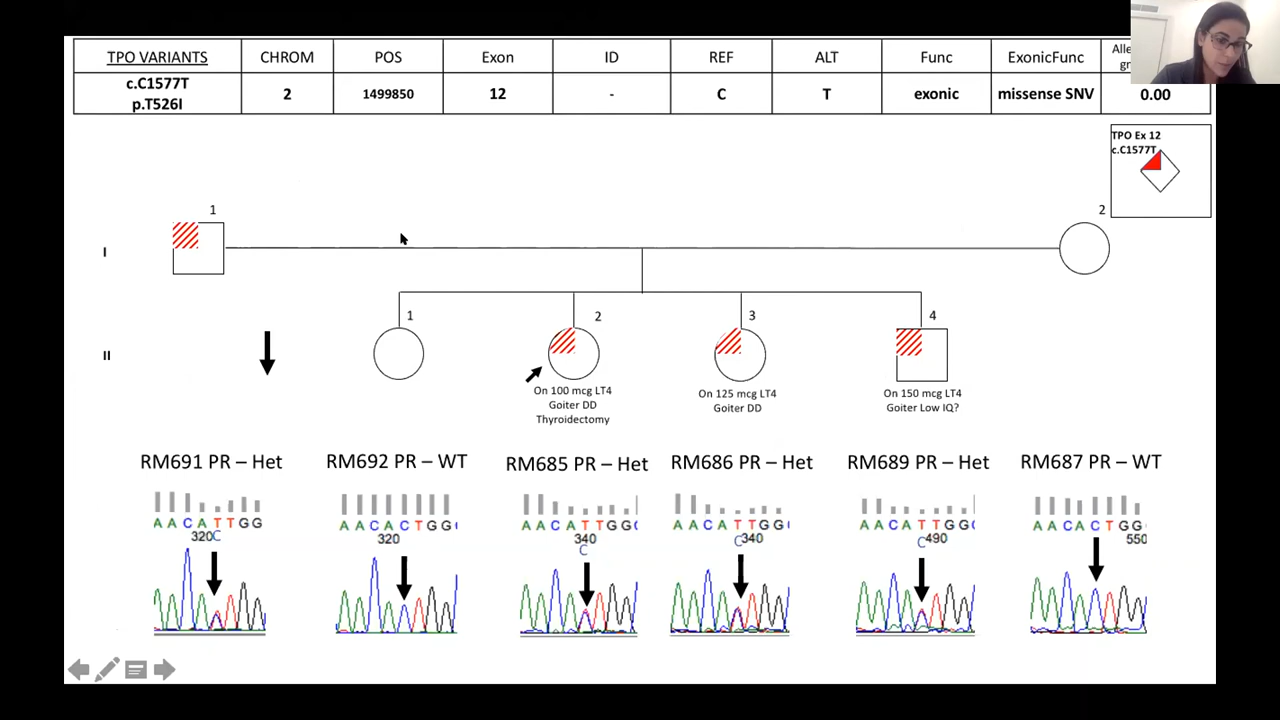 TPO VARIANTS CHROM POS Exon ID REF ALT Func ExonicFunc
c.C1577T
p.T526I 2 1499850 12 - C T exonic missense SNV 0.00
TPO Ex 12
c.C1577T
1 2
I
1 2 3 4
II
On 100 mcg LT4
Goiter DD
Thyroidectomy
On 125 mcg LT4
Goiter DD
On 150 mcg LT4
Goiter Low IQ?
RM691 PR – Het RM692 PR – WT RM685 PR – Het RM686 PR – Het RM689 PR – Het RM687 PR – WT
AACATTGG
320C
AACACTGG
320
AACATTGG
340
C
AACATTGG
C340
AACATTGG
C490
AACACTGG
550